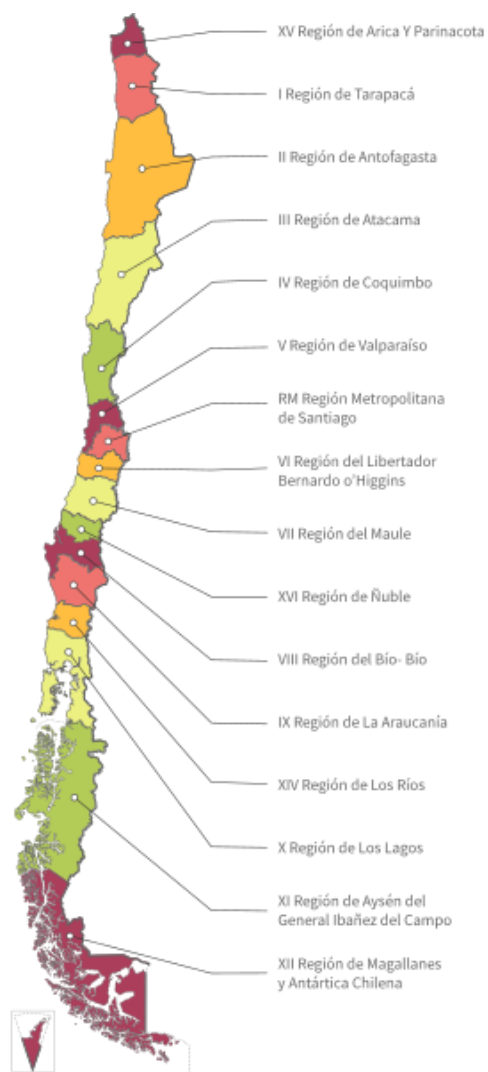 XV Región de Arica Y Parinacota
I Región de Tarapacá
II Región de Antofagasta
III Región de Atacama
IV Región de Coquimbo
V Región de Valparaíso
RM Región Metropolitana
de Santiago
VI Región del Libertador
Bernardo o'Higgins
VII Región del Maule
XVI Región de Ñuble
VIII Región del Bío- Bío
IX Región de La Araucanía
XIV Región de Los Ríos
X Región de Los Lagos
XI Región de Aysén del
General Ibañez del Campo
XII Región de Magallanes
y Antártica Chilena